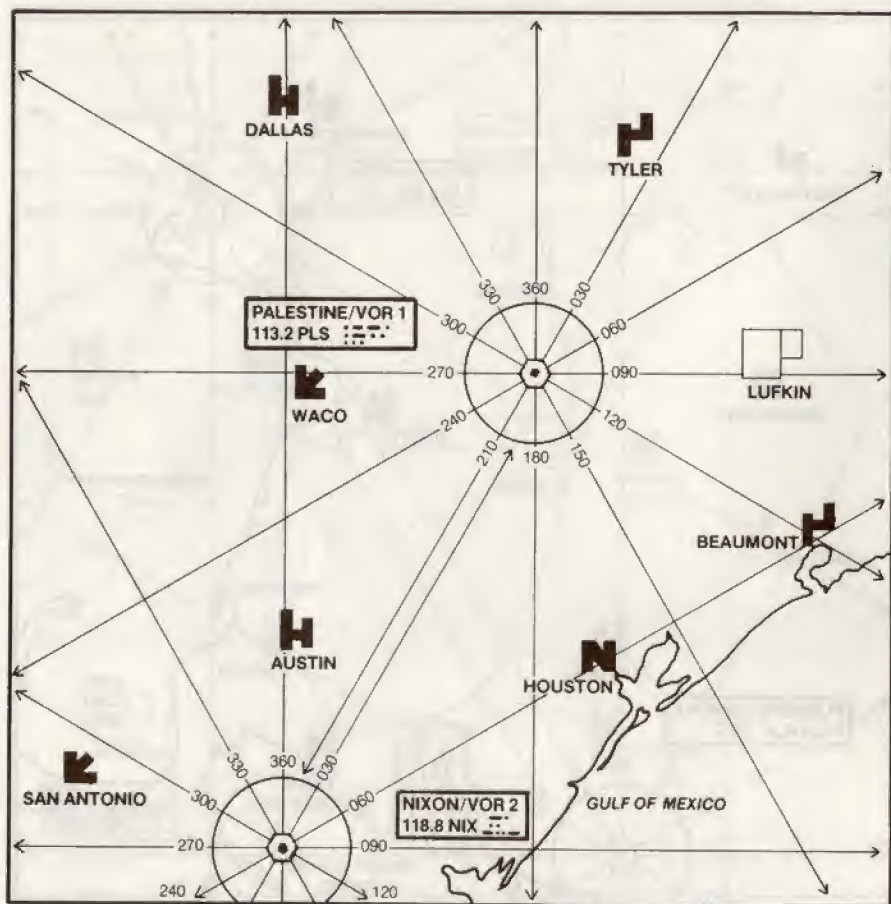 DALLAS
TYLER
360
330
030
300
060
PALESTINE/VOR 1
113.2 PLS
270
090
LUFKIN
WACO
240
120
210
150
180
BEAUMONT
AUSTIN
HOUSTON
360
330
030
SAN ANTONIO
300
060
NIXON/VOR 2
118.8 NIX
GULF OF MEXICO
270
090
240
120